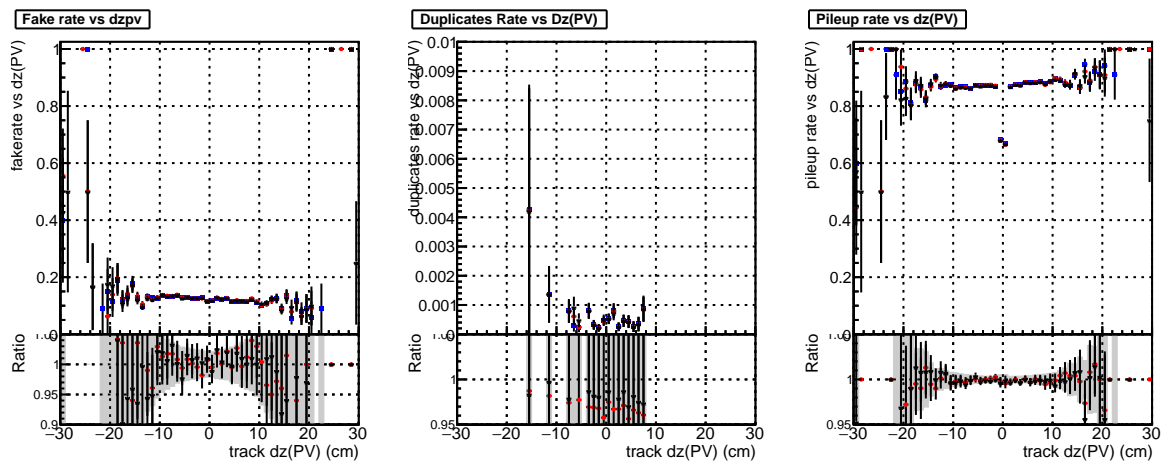 Fake rate vs dzpv
fakerate vs dz(PV)
1
0.8
0.6
0.4
0.2
0
Ratio
1
0.95
0.9
−30 −20 −10 0 10 20 30
track dz(PV) (cm)
Duplicates Rate vs Dz(PV)
duplicates rate vs dz(PV)
0.01
0.009
0.008
0.007
0.006
0.005
0.004
0.003
0.002
0.001
0
Ratio
1
0.95
−30 −20 −10 0 10 20 30
track dz(PV) (cm)
Pileup rate vs dz(PV)
pileup rate vs dz(PV)
1
0.8
0.6
0.4
0.2
0
Ratio
1
0.95
−30 −20 −10 0 10 20 30
track dz(PV) (cm)